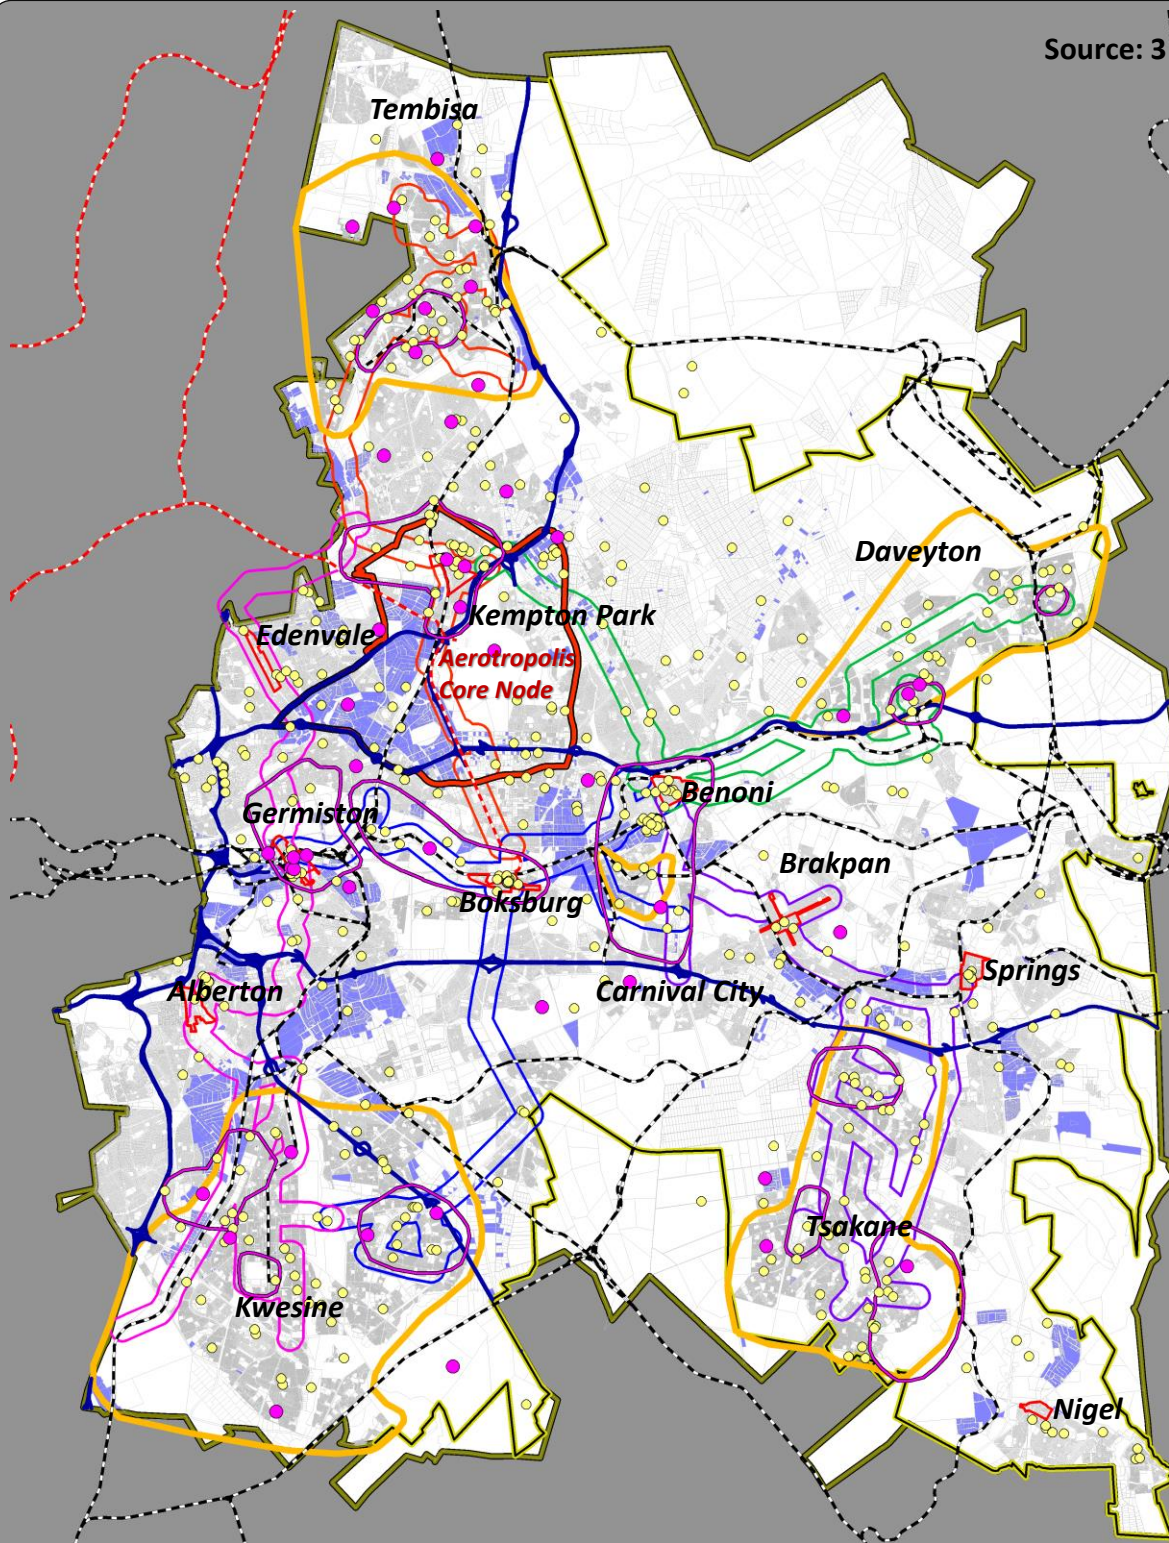 Source: 3
Tembisa
Daveyton
Kempton Park
Edenvale
Aerotropolis
Core Node
Benoni
Germiston
Brakpan
Boksburg
Springs
Alberton
Carnival City
Tsakane
Kwesine
Nigel